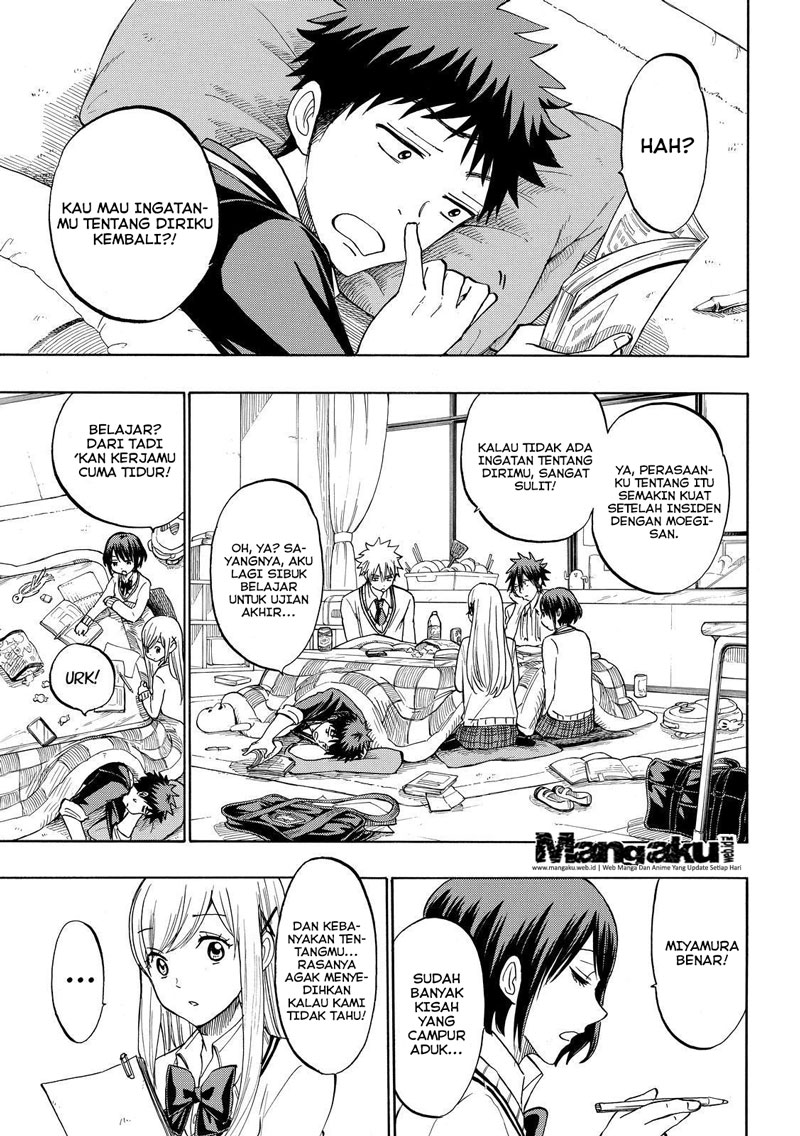 HAH?
KAU MAU INGATAN-
MU TENTANG DIRIKU
KEMBALI?!
YA, PERASAAN-
KU TENTANG ITU
SEMAKIN KUAT
SETELAH INSIDEN
DENGAN MOEGI-
SAN.
KALAU TIDAK ADA
INGATAN TENTANG
DIRIMU, SANGAT
SULIT!
OH, YA? SA-
YANGNYA, AKU
LAGI SIBUK
BELAJAR
UNTUK UJIAN
AKHIR...
BELAJAR?
DARI TADI
'KAN KERJAMU
CUMA TIDUR!
URK!
Mangaku
www.mangaku.web.id | Web Manga Dan Anime Yang Update Setiap Hari
MIYAMURA
BENAR!
SUDAH
BANYAK
KISAH
YANG
CAMPUR
ADUK...
DAN KEBA-
NYAKAN TEN-
TANGMU...
RASANYA
AGAK MENYE-
DIHKAN
KALAU KAMI
TIDAK TAHU!
...